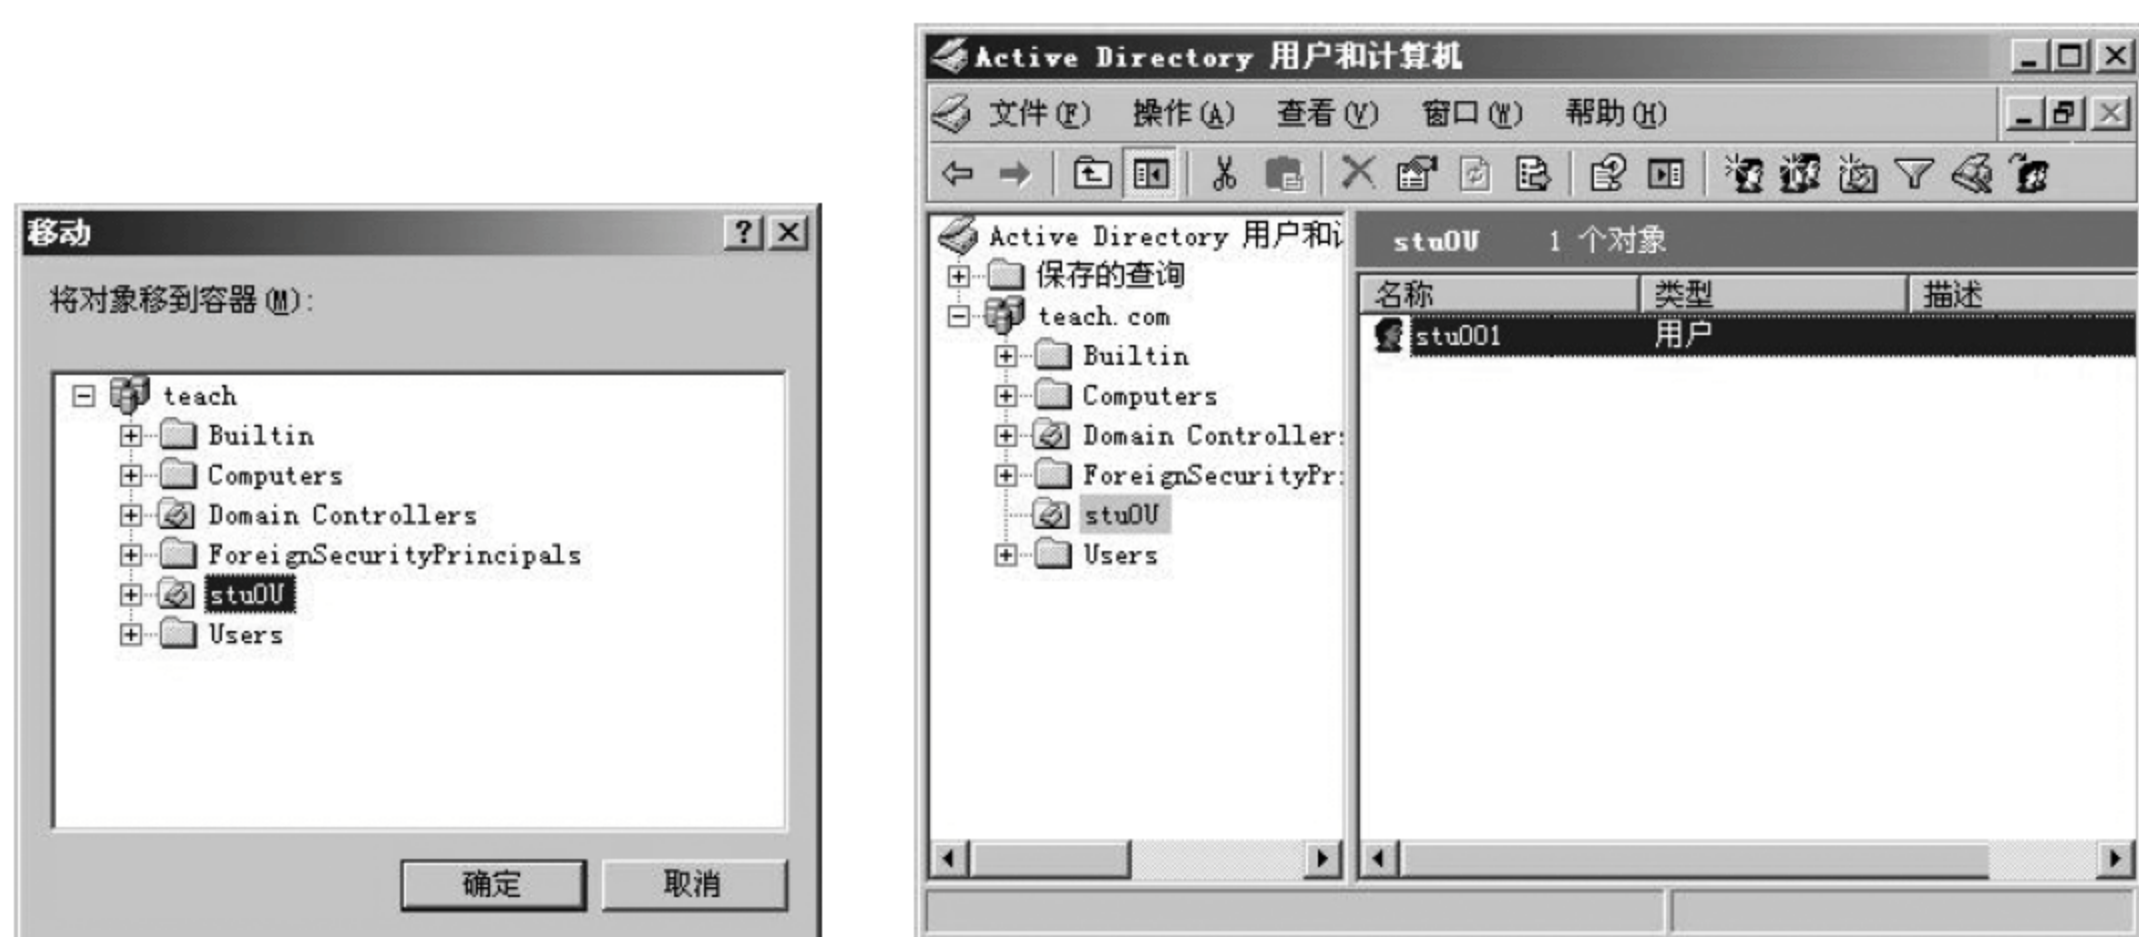 移动
将对象移到容器(M):
teach
Builtin
Computers
Domain Controllers
ForeignSecurityPrincipals
stuOU
Users
确定
取消
Active Directory 用户和计算机
文件(F) 操作(A) 查看(V) 窗口(W) 帮助(H)
Active Directory 用户和计
保存的查询
teach.com
Builtin
Computers
Domain Controller
ForeignSecurityPr
stuOU
Users
stuOU 1 个对象
名称 类型 描述
stu001 用户